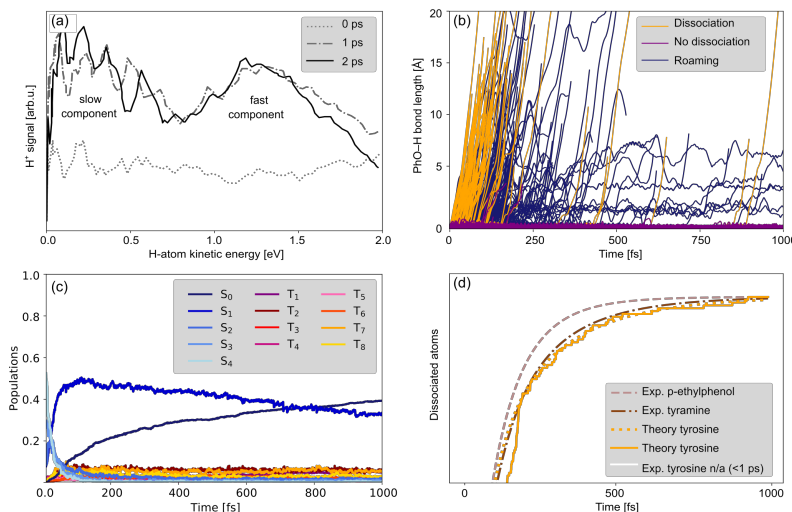 (a)
0 ps
1 ps
2 ps
slow
component
fast
component
H⁺ signal [arb.u.]
0.0
0.5
1.0
1.5
2.0
H-atom kinetic energy [eV]
(b)
Dissociation
No dissociation
Roaming
PhO–H bond length [Å]
20
15
10
5
0
0
250
500
750
1000
Time [fs]
(c)
S₀
S₁
S₂
S₃
S₄
T₁
T₂
T₃
T₄
T₅
T₆
T₇
T₈
Populations
1.0
0.8
0.6
0.4
0.2
0.0
200
400
600
800
1000
Time [fs]
(d)
Exp. p-ethylphenol
Exp. tyramine
Theory tyrosine
Theory tyrosine
Exp. tyrosine n/a (<1 ps)
Dissociated atoms
0
500
1000
Time [fs]